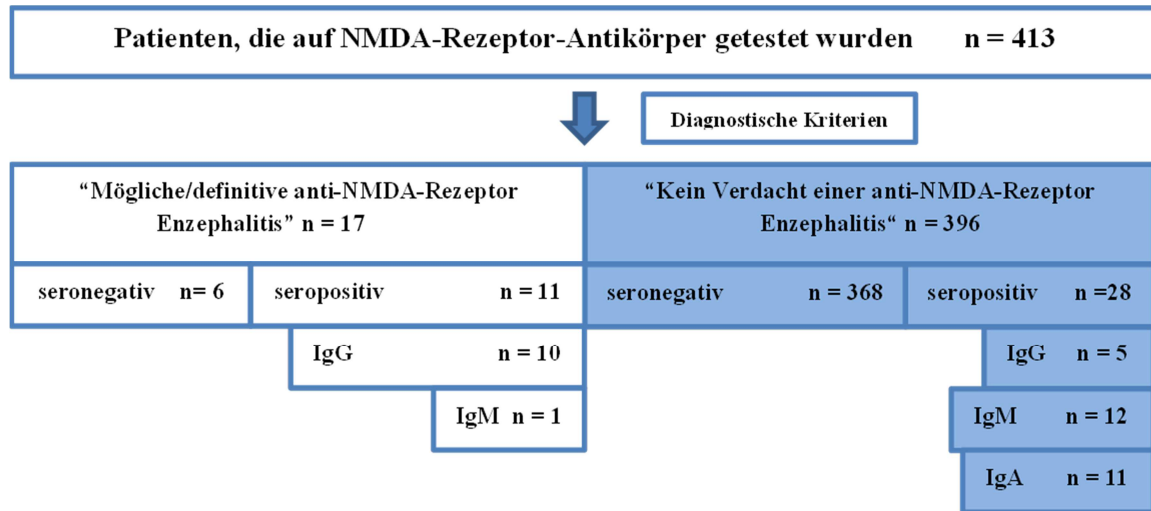 Patienten, die auf NMDA-Rezeptor-Antikörper getestet wurden n = 413
Diagnostische Kriterien
“Mögliche/definitive anti-NMDA-Rezeptor
Enzephalitis” n = 17
“Kein Verdacht einer anti-NMDA-Rezeptor
Enzephalitis“ n = 396
seronegativ n= 6
seropositiv n = 11
seronegativ n = 368
seropositiv n =28
IgG n = 10
IgG n = 5
IgM n = 1
IgM n = 12
IgA n = 11